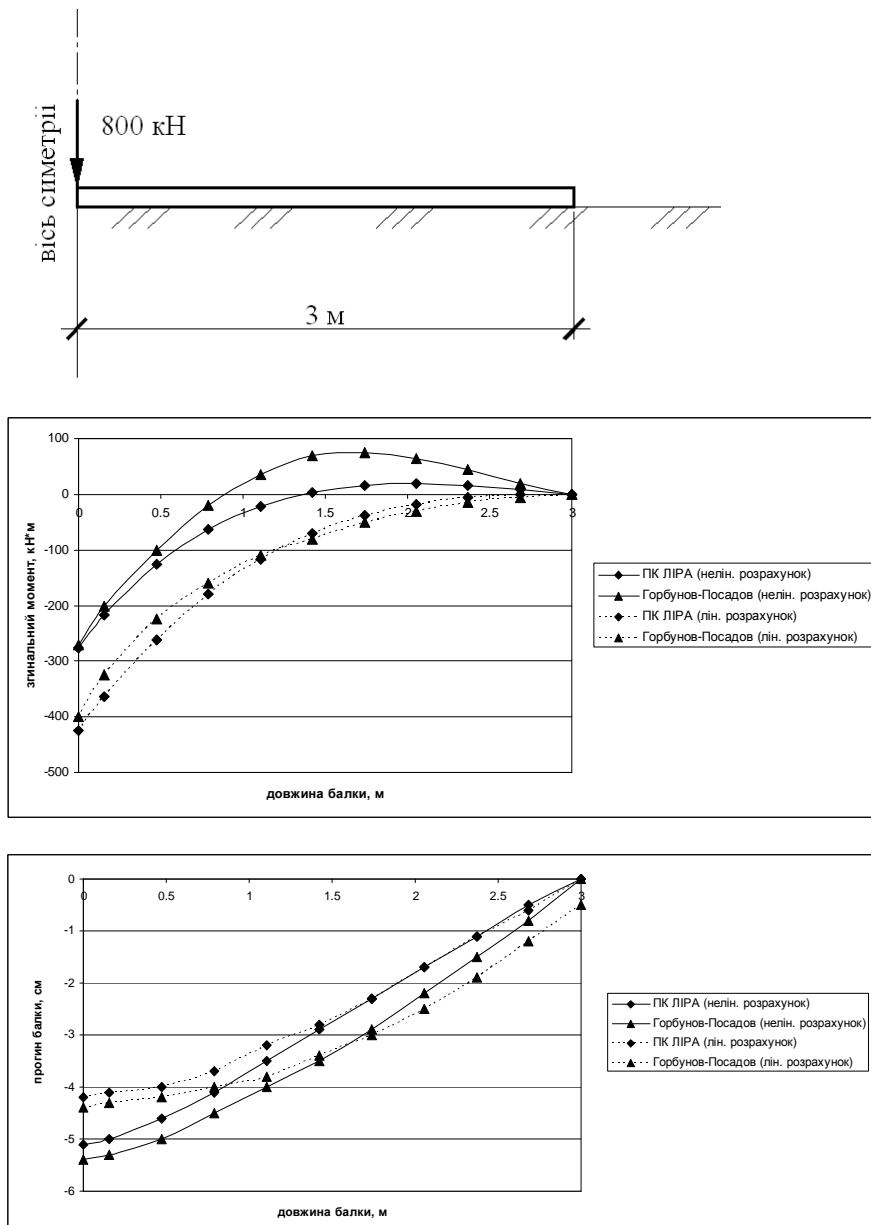 800 кН
вісь симетріі
3 м
100
0
-100
-200
-300
-400
-500
0 0.5 1 1.5 2 2.5 3
згинальний момент, кН*м
довжина балки, м
ПК ЛІРА (нелін. розрахунок)
Горбунов-Посадов (нелін. розрахунок)
ПК ЛІРА (лін. розрахунок)
Горбунов-Посадов (лін. розрахунок)
0
-1
-2
-3
-4
-5
-6
0 0.5 1 1.5 2 2.5 3
прогин балки, см
довжина балки, м
ПК ЛІРА (нелін. розрахунок)
Горбунов-Посадов (нелін. розрахунок)
ПК ЛІРА (лін. розрахунок)
Горбунов-Посадов (лін. розрахунок)